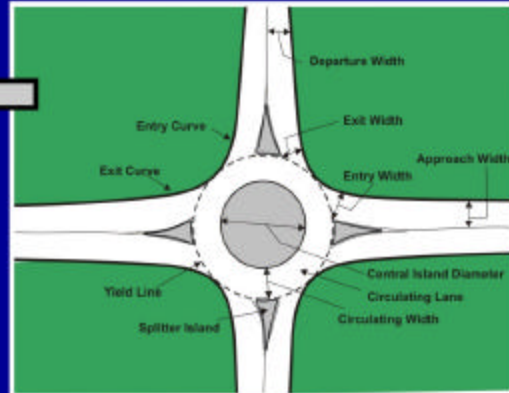 Departure Width
Exit Width
Entry Curve
Approach Width
Exit Curve
Entry Width
Central Island Diameter
Yield Line
Circulating Lane
Circulating Width
Splitter Island